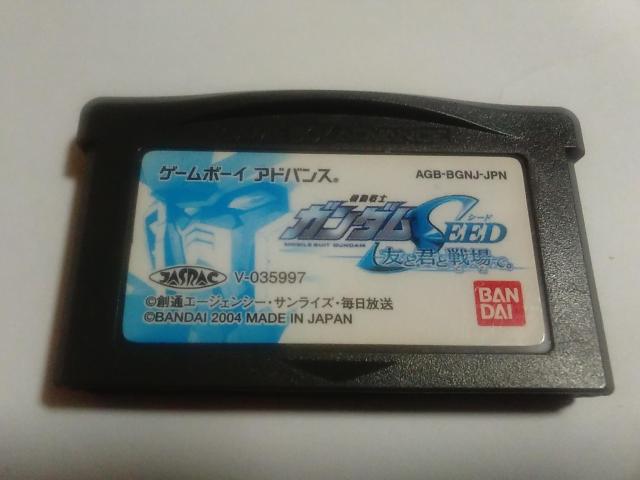 ゲームボーイ アドバンス®
AGB-BGNJ-JPN
機動戦士
ガンダムSEED
シード
MOBILE SUIT GUNDAM
友と君と戦場で。
JASRAC
V-035997
©創通エージェンシー・サンライズ・毎日放送
©BANDAI 2004 MADE IN JAPAN
BAN
DAI